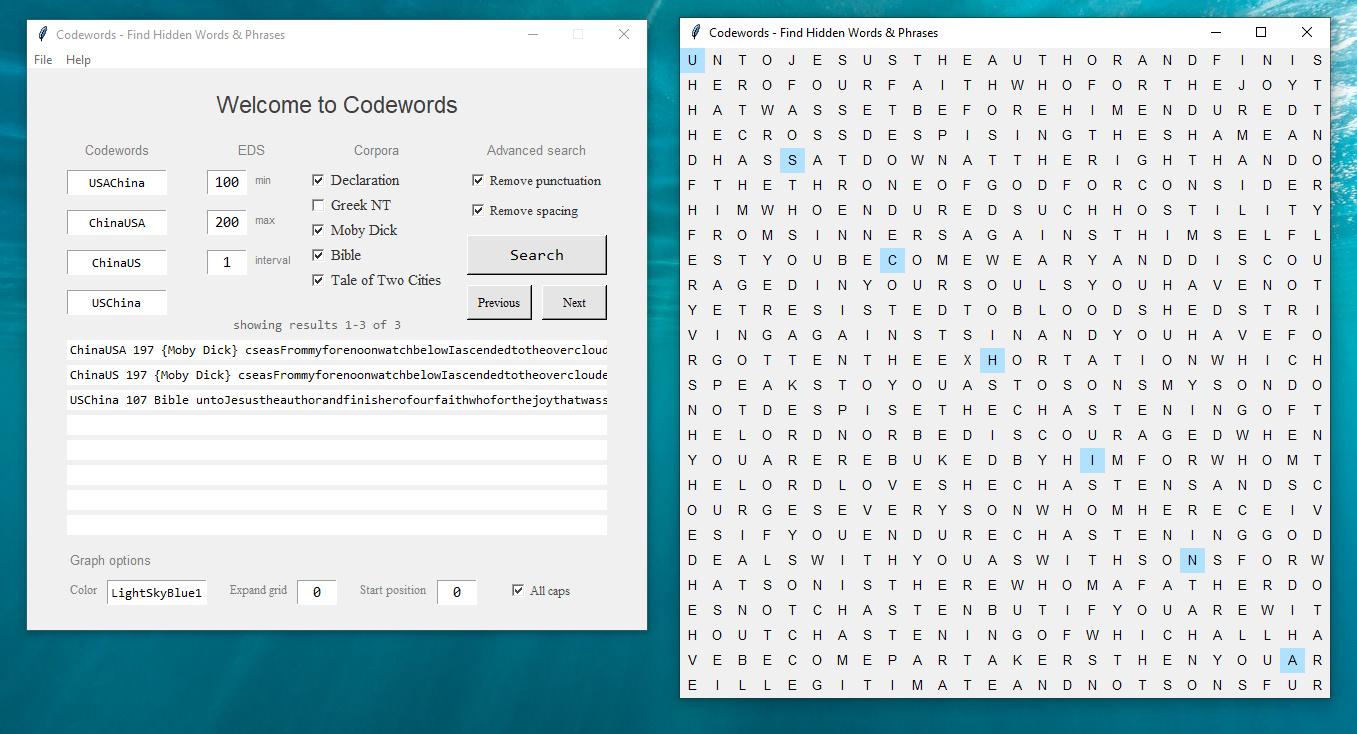 Codewords - Find Hidden Words & Phrases
File Help
Welcome to Codewords
Codewords EDS Corpora Advanced search
USAChina 100 min Declaration Remove punctuation
Greek NT
ChinaUSA 200 max Moby Dick Remove spacing
ChinaUS 1 interval Bible Search
Tale of Two Cities
USChina Previous Next
showing results 1-3 of 3
ChinaUSA 197 {Moby Dick} cseasFrommyforenoonwatchbelowIascendedtotheovercloud
ChinaUS 197 {Moby Dick} cseasFrommyforenoonwatchbelowIascendedtotheovercloude
USChina 107 Bible untoJesustheauthorandfinisherofourfaithwhoforthejoythatwass
Graph options
Color LightSkyBlue1 Expand grid 0 Start position 0 All caps
Codewords - Find Hidden Words & Phrases
U N T O J E S U S T H E A U T H O R A N D F I N I S
H E R O F O U R F A I T H W H O F O R T H E J O Y T
H A T W A S S E T B E F O R E H I M E N D U R E D T
H E C R O S S D E S P I S I N G T H E S H A M E A N
D H A S S A T D O W N A T T H E R I G H T H A N D O
F T H E T H R O N E O F G O D F O R C O N S I D E R
H I M W H O E N D U R E D S U C H H O S T I L I T Y
F R O M S I N N E R S A G A I N S T H I M S E L F L
E S T Y O U B E C O M E W E A R Y A N D D I S C O U
R A G E D I N Y O U R S O U L S Y O U H A V E N O T
Y E T R E S I S T E D T O B L O O D S H E D S T R I
V I N G A G A I N S T S I N A N D Y O U H A V E F O
R G O T T E N T H E E X H O R T A T I O N W H I C H
S P E A K S T O Y O U A S T O S O N S M Y S O N D O
N O T D E S P I S E T H E C H A S T E N I N G O F T
H E L O R D N O R B E D I S C O U R A G E D W H E N
Y O U A R E R E B U K E D B Y H I M F O R W H O M T
H E L O R D L O V E S H E C H A S T E N S A N D S C
O U R G E S E V E R Y S O N W H O M H E R E C E I V
E S I F Y O U E N D U R E C H A S T E N I N G G O D
D E A L S W I T H Y O U A S W I T H S O N S F O R W
H A T S O N I S T H E R E W H O M A F A T H E R D O
E S N O T C H A S T E N B U T I F Y O U A R E W I T
H O U T C H A S T E N I N G O F W H I C H A L L H A
V E B E C O M E P A R T A K E R S T H E N Y O U A R
E I L L E G I T I M A T E A N D N O T S O N S F U R